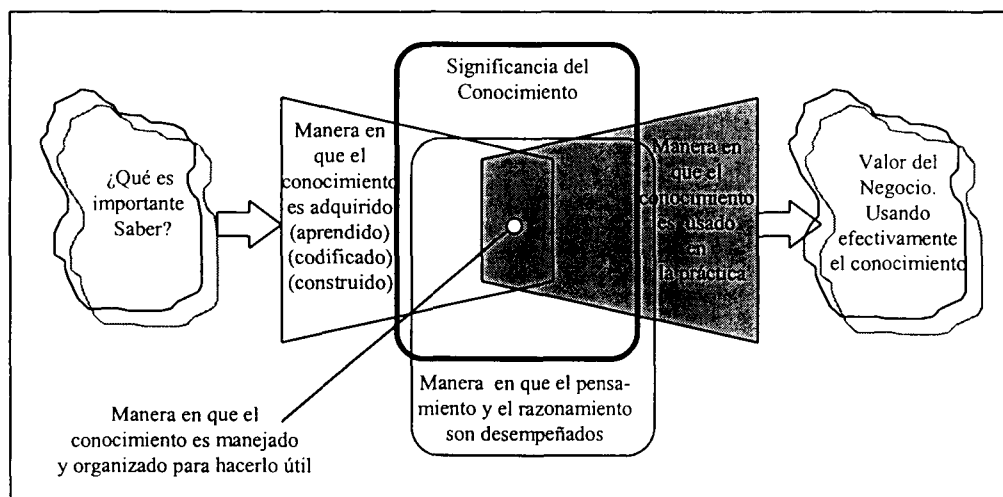 Significancia del
Conocimiento
¿Qué es
importante
Saber?
Manera en
que el
conocimiento
es adquirido
(aprendido)
(codificado)
(construido)
Manera en
que el
conocimiento
es usado
en
la práctica
Valor del
Negocio.
Usando
efectivamente
el conocimiento
Manera en que el pensa-
miento y el razonamiento
son desempeñados
Manera en que el
conocimiento es manejado
y organizado para hacerlo útil